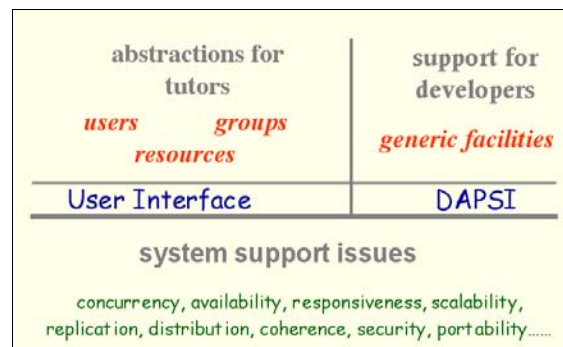 abstractions for
tutors
users groups
resources
User Interface
support for
developers
generic facilities
DAPSI
system support issues
concurrency, availability, responsiveness, scalability,
replication, distribution, coherence, security, portability......